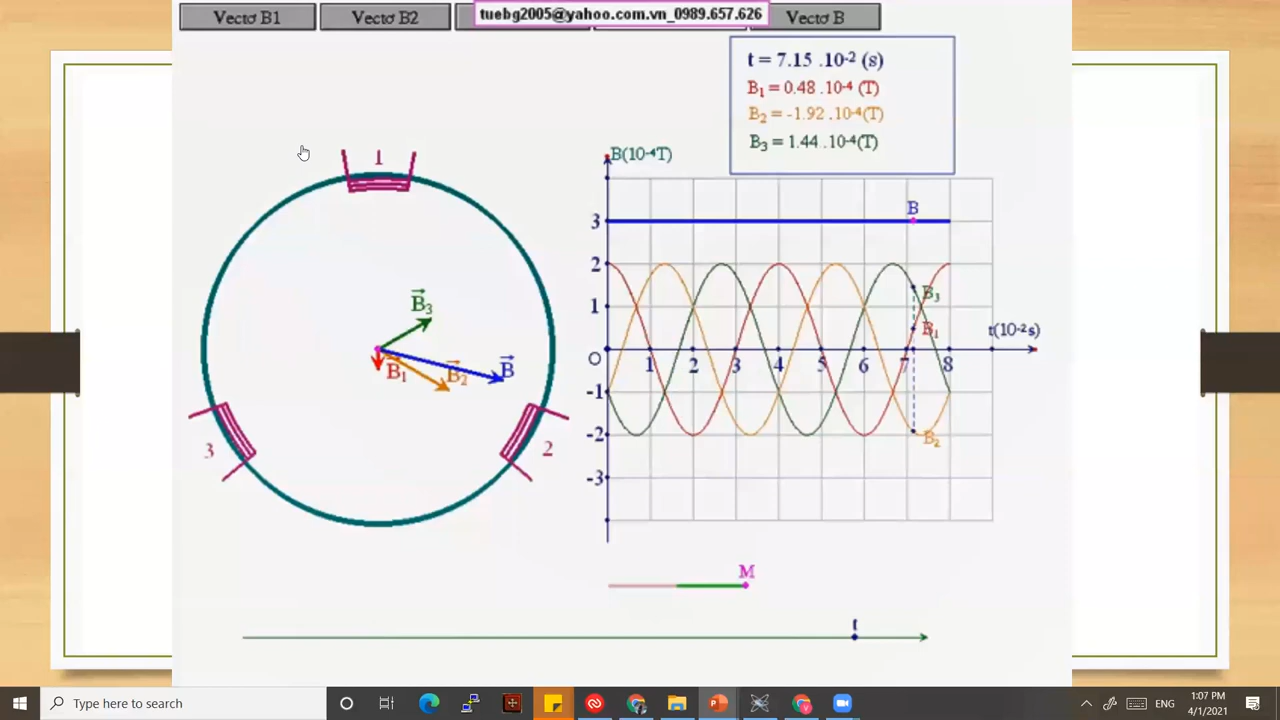 Vectơ B1
Vectơ B2
tuebg2005@yahoo.com.vn_0989.657.626
Vectơ B
t = 7.15 .10-2 (s)
B1 = 0.48 .10-4 (T)
B2 = -1.92 .10-4(T)
B3 = 1.44 .10-4(T)
1
B(10-4T)
B
3
2
1
B3
B3
B1
t(10-2s)
O
1
2
3
4
5
6
7
8
B1
B2
B
-1
-2
-3
B2
3
2
M
t
Type here to search
ENG
1:07 PM
4/1/2021